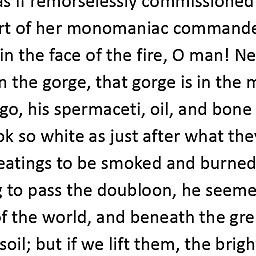 as if remorselessly commissioned
rt of her monomaniac commande
in the face of the fire, O man! Ne
n the gorge, that gorge is in the m
go, his spermaceti, oil, and bone
ok so white as just after what they
eatings to be smoked and burned
g to pass the doubloon, he seeme
of the world, and beneath the gre
soil; but if we lift them, the brigh